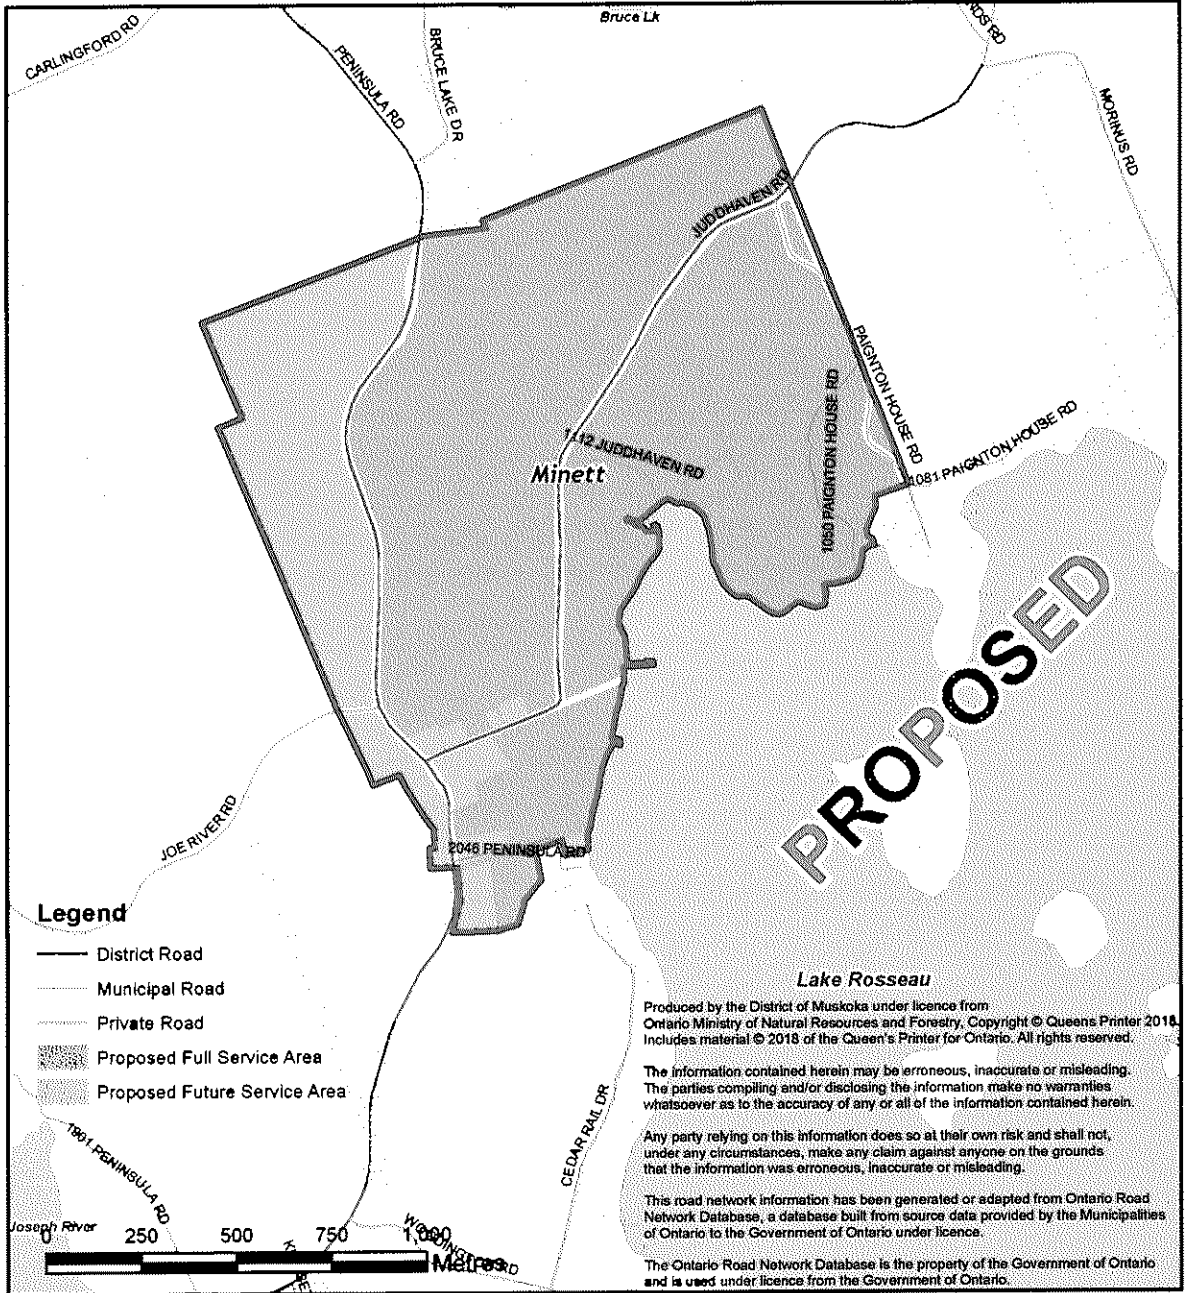 Bruce Lk
CARLINGFORD RD
PENINSULA RD
BRUCE LAKE DR
NDS RD
MORINUS RD
JUDDHAVEN RD
PAIGNTON HOUSE RD
1050 PAIGNTON HOUSE RD
1081 PAIGNTON HOUSE RD
1112 JUDDHAVEN RD
Minett
PROPOSED
JOE RIVER RD
2046 PENINSULA RD
Legend
District Road
Municipal Road
Private Road
Proposed Full Service Area
Proposed Future Service Area
1961 PENINSULA RD
Joseph River
CEDAR RAIL DR
0 250 500 750 1,000
Metres
Lake Rosseau
Produced by the District of Muskoka under licence from
Ontario Ministry of Natural Resources and Forestry, Copyright © Queens Printer 2018.
Includes material © 2018 of the Queen's Printer for Ontario. All rights reserved.
The information contained herein may be erroneous, inaccurate or misleading.
The parties compiling and/or disclosing the information make no warranties
whatsoever as to the accuracy of any or all of the information contained herein.
Any party relying on this information does so at their own risk and shall not,
under any circumstances, make any claim against anyone on the grounds
that the information was erroneous, inaccurate or misleading.
This road network information has been generated or adapted from Ontario Road
Network Database, a database built from source data provided by the Municipalities
of Ontario to the Government of Ontario under licence.
The Ontario Road Network Database is the property of the Government of Ontario
and is used under licence from the Government of Ontario.